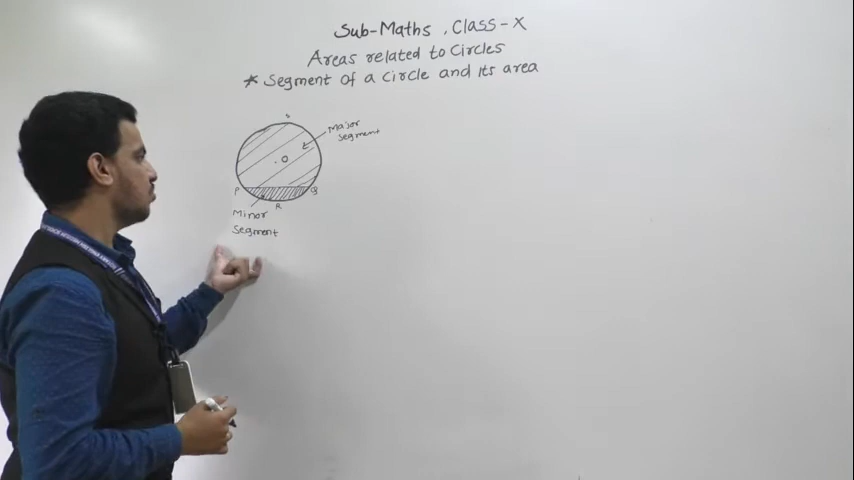 Sub-Maths, Class-X
Areas related to Circles
* Segment of a circle and its area
S
Major
segment
O
P
Q
R
Minor
segment